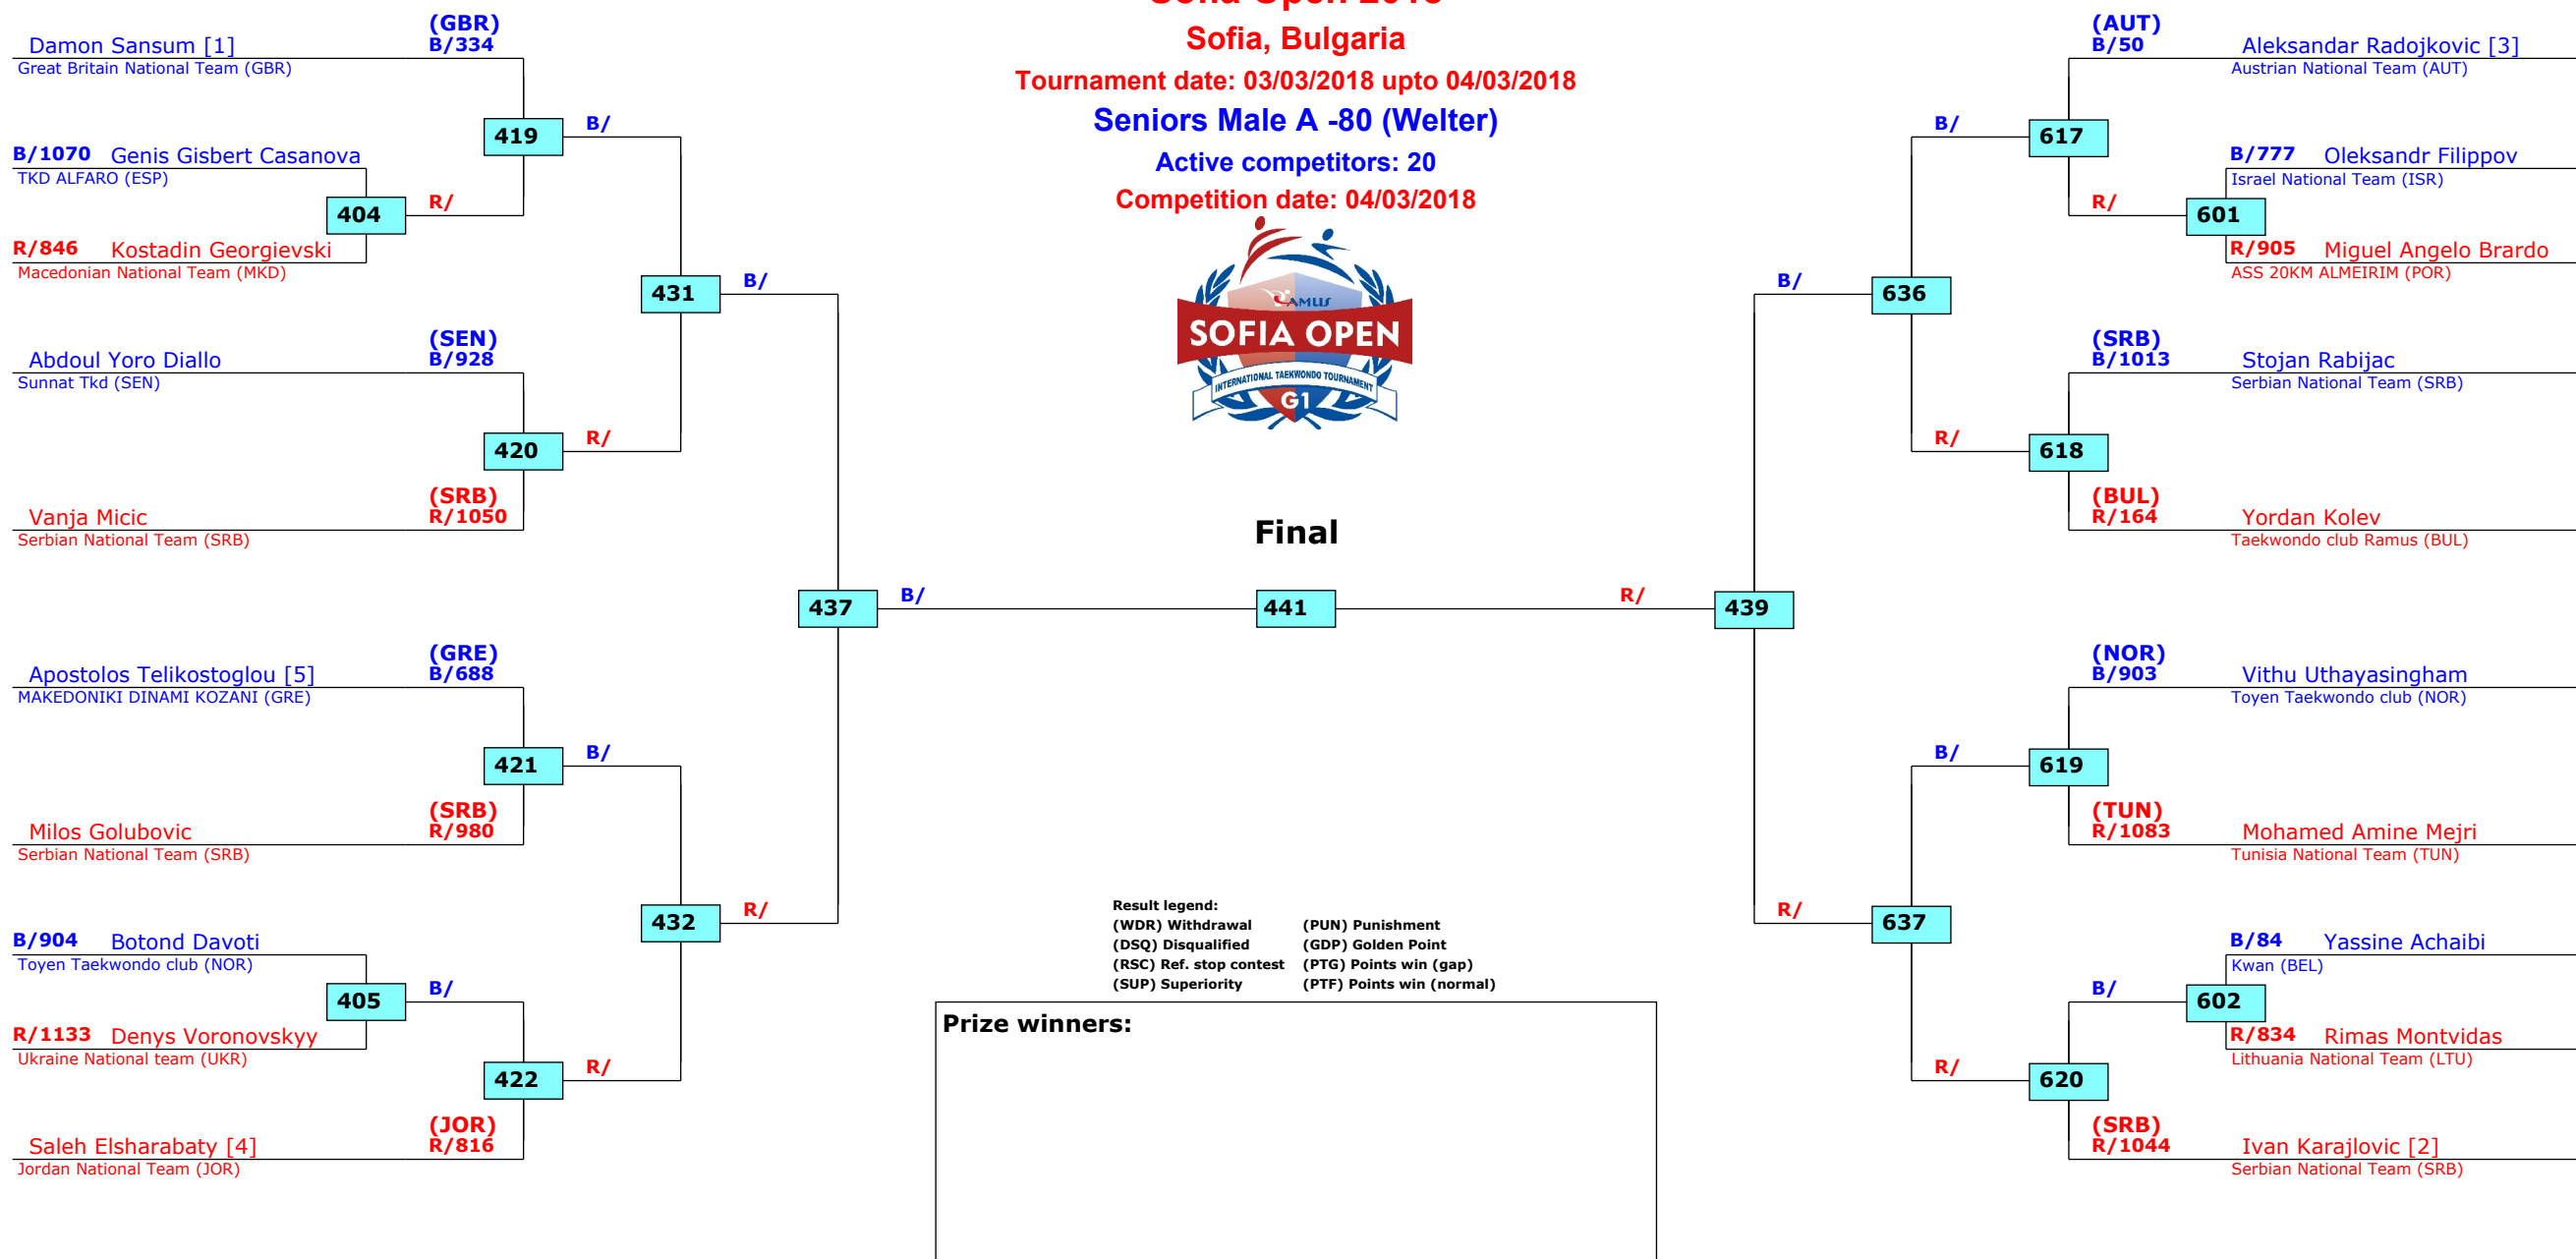 Sofia Open 2018
Sofia, Bulgaria
Tournament date: 03/03/2018 upto 04/03/2018
Seniors Male A -80 (Welter)
Active competitors: 20
Competition date: 04/03/2018
RAMUS
SOFIA OPEN
INTERNATIONAL TAEKWONDO TOURNAMENT
G1
(GBR)
Damon Sansum [1] B/334
Great Britain National Team (GBR)
419 B/
B/1070 Genis Gisbert Casanova
TKD ALFARO (ESP)
404 R/
R/846 Kostadin Georgievski
Macedonian National Team (MKD)
431 B/
(SEN)
Abdoul Yoro Diallo B/928
Sunnat Tkd (SEN)
420 R/
(SRB)
Vanja Micic R/1050
Serbian National Team (SRB)
437 B/
(GRE)
Apostolos Telikostoglou [5] B/688
MAKEDONIKI DINAMI KOZANI (GRE)
421 B/
(SRB)
Milos Golubovic R/980
Serbian National Team (SRB)
432 R/
B/904 Botond Davoti
Toyen Taekwondo club (NOR)
405 B/
R/1133 Denys Voronovskyy
Ukraine National team (UKR)
422 R/
(JOR)
Saleh Elsharabaty [4] R/816
Jordan National Team (JOR)
Final
441
(AUT)
B/50 Aleksandar Radojkovic [3]
Austrian National Team (AUT)
B/ 617
B/777 Oleksandr Filippov
Israel National Team (ISR)
R/ 601
R/905 Miguel Angelo Brardo
ASS 20KM ALMEIRIM (POR)
B/ 636
(SRB)
B/1013 Stojan Rabijac
Serbian National Team (SRB)
R/ 618
(BUL)
R/164 Yordan Kolev
Taekwondo club Ramus (BUL)
R/ 439
(NOR)
B/903 Vithu Uthayasingham
Toyen Taekwondo club (NOR)
B/ 619
(TUN)
R/1083 Mohamed Amine Mejri
Tunisia National Team (TUN)
R/ 637
B/84 Yassine Achaibi
Kwan (BEL)
B/ 602
R/834 Rimas Montvidas
Lithuania National Team (LTU)
R/ 620
(SRB)
R/1044 Ivan Karajlovic [2]
Serbian National Team (SRB)
Result legend:
(WDR) Withdrawal (PUN) Punishment
(DSQ) Disqualified (GDP) Golden Point
(RSC) Ref. stop contest (PTG) Points win (gap)
(SUP) Superiority (PTF) Points win (normal)
Prize winners: